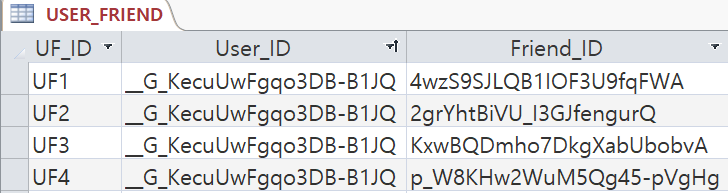 USER_FRIEND
UF_ID User_ID Friend_ID
UF1 __G_KecuUwFgqo3DB-B1JQ 4wzS9SJLQB1IOF3U9fqFWA
UF2 __G_KecuUwFgqo3DB-B1JQ 2grYhtBiVU_I3GJfengurQ
UF3 __G_KecuUwFgqo3DB-B1JQ KxwBQDmho7DkgXabUbobvA
UF4 __G_KecuUwFgqo3DB-B1JQ p_W8KHw2WuM5Qg45-pVgHg